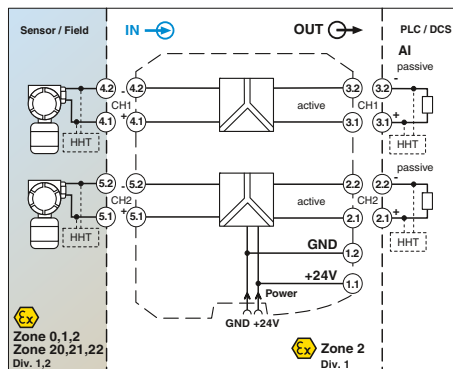 Sensor / Field IN OUT PLC / DCS
AI
passive
4.2 - 4.2 3.2 3.2 -
CH1 active CH1
4.1 + 4.1 3.1 3.1 +
HHT HHT
passive
5.2 - 5.2 2.2 2.2 -
CH2 active CH2
5.1 + 5.1 2.1 2.1 +
HHT HHT
GND 1.2
+24V 1.1
Power
GND +24V
Ex
Zone 0,1,2
Zone 20,21,22
Div. 1,2
Ex Zone 2
Div. 1